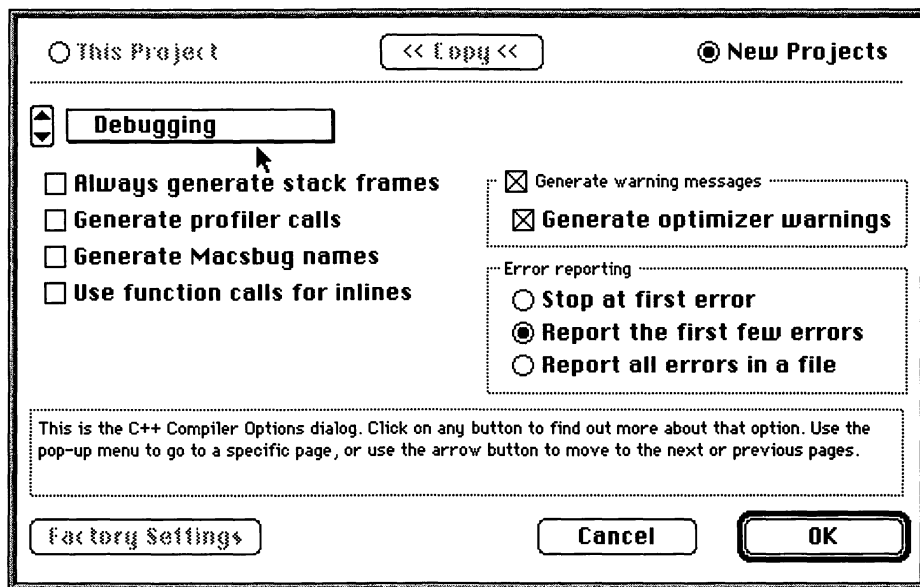 This Project
<< Copy <<
New Projects
Debugging
Always generate stack frames
Generate profiler calls
Generate Macsbug names
Use function calls for inlines
Generate warning messages
Generate optimizer warnings
Error reporting
Stop at first error
Report the first few errors
Report all errors in a file
This is the C++ Compiler Options dialog. Click on any button to find out more about that option. Use the
pop-up menu to go to a specific page, or use the arrow button to move to the next or previous pages.
Factory Settings
Cancel
OK